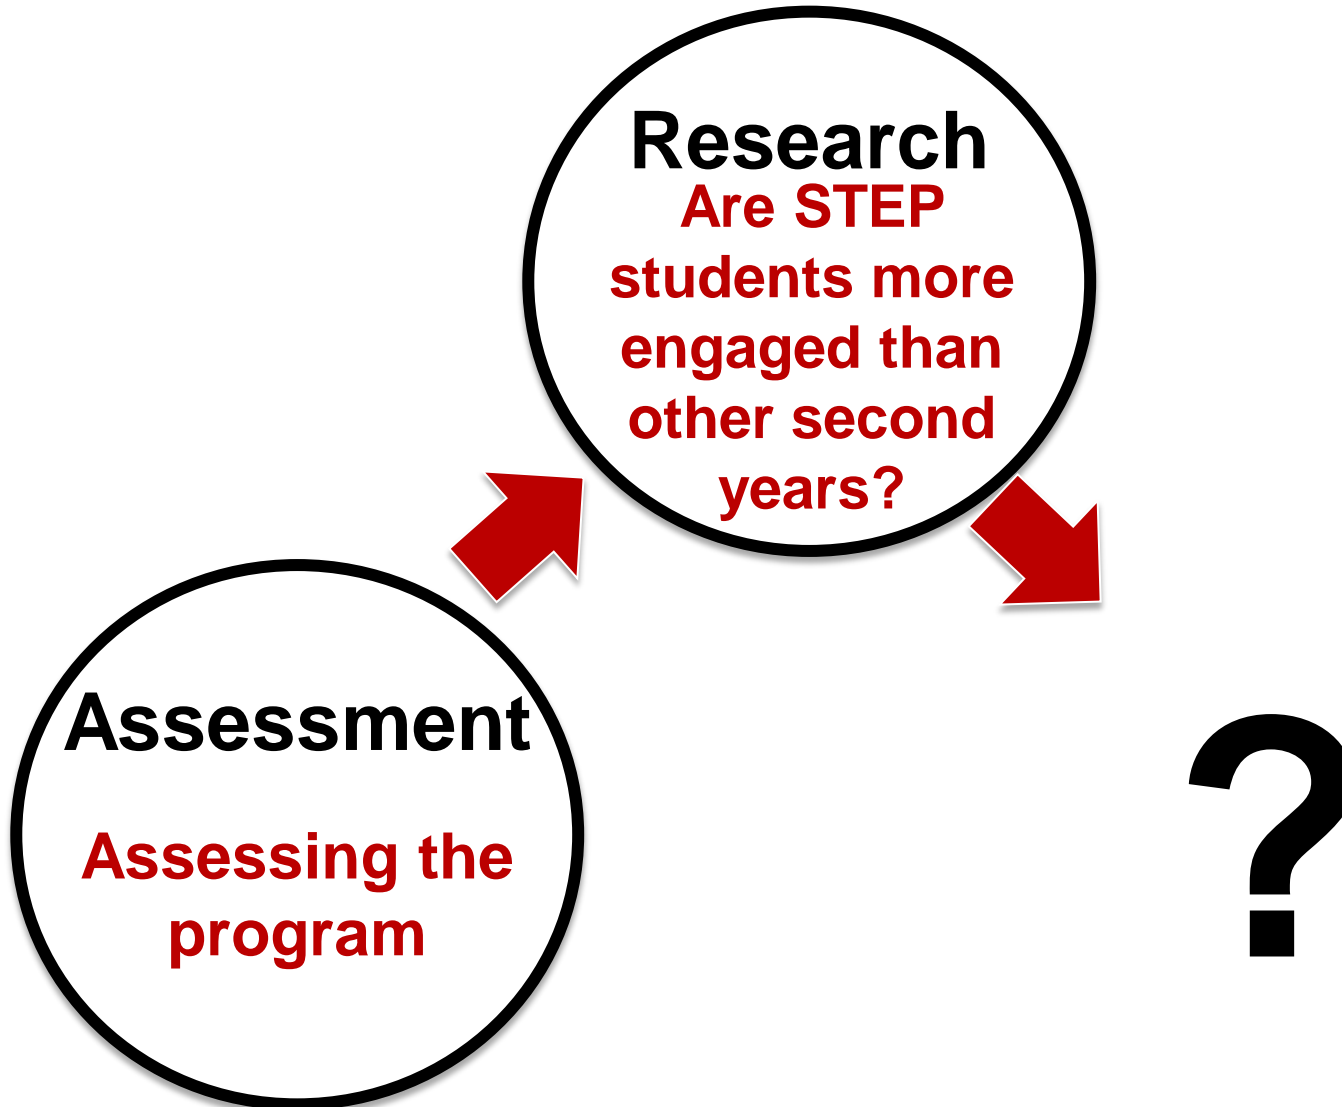 Research
Are STEP
students more
engaged than
other second
years?
Assessment
Assessing the
program
?